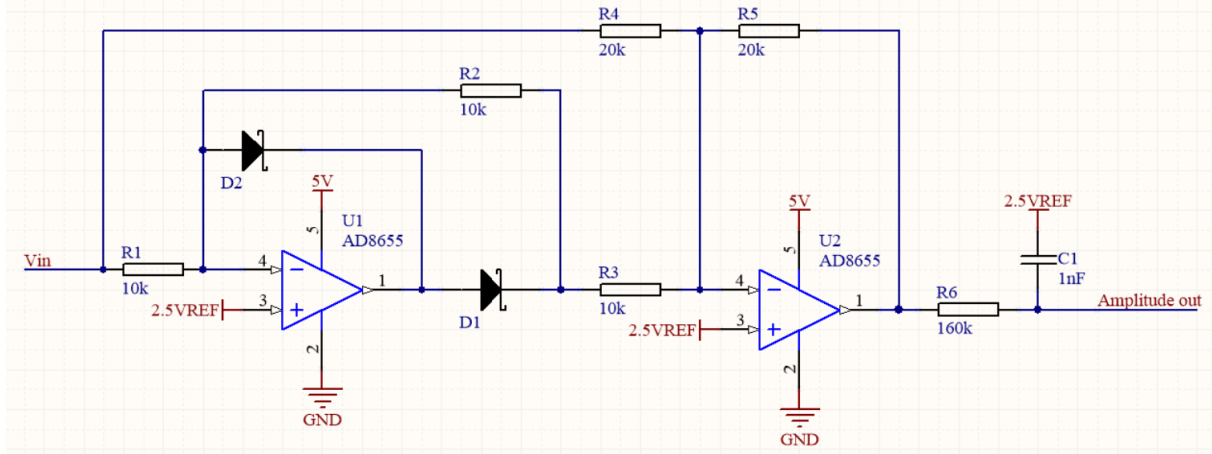 R4
R5
20k
20k
R2
10k
D2
5V
5V
2.5VREF
U1
AD8655
5
U2
AD8655
5
C1
1nF
Vin
R1
10k
4
−
3
+
1
2.5VREF
2
GND
D1
R3
10k
4
−
3
+
1
2.5VREF
2
GND
R6
160k
Amplitude out